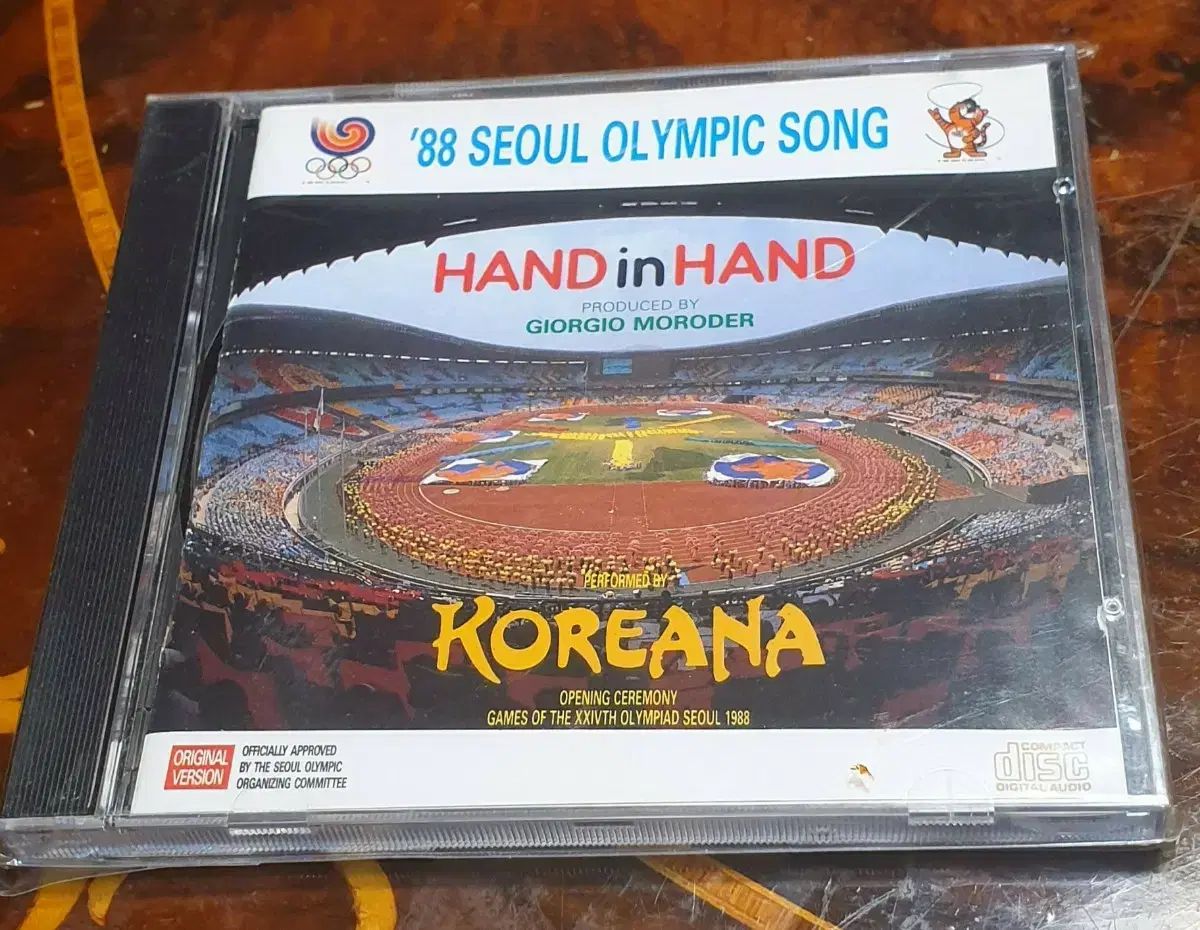 '88 SEOUL OLYMPIC SONG
HAND in HAND
PRODUCED BY
GIORGIO MORODER
PERFORMED BY
KOREANA
OPENING CEREMONY
GAMES OF THE XXIVTH OLYMPIAD SEOUL 1988
ORIGINAL
VERSION
OFFICIALLY APPROVED
BY THE SEOUL OLYMPIC
ORGANIZING COMMITTEE
COMPACT
disc
DIGITAL AUDIO